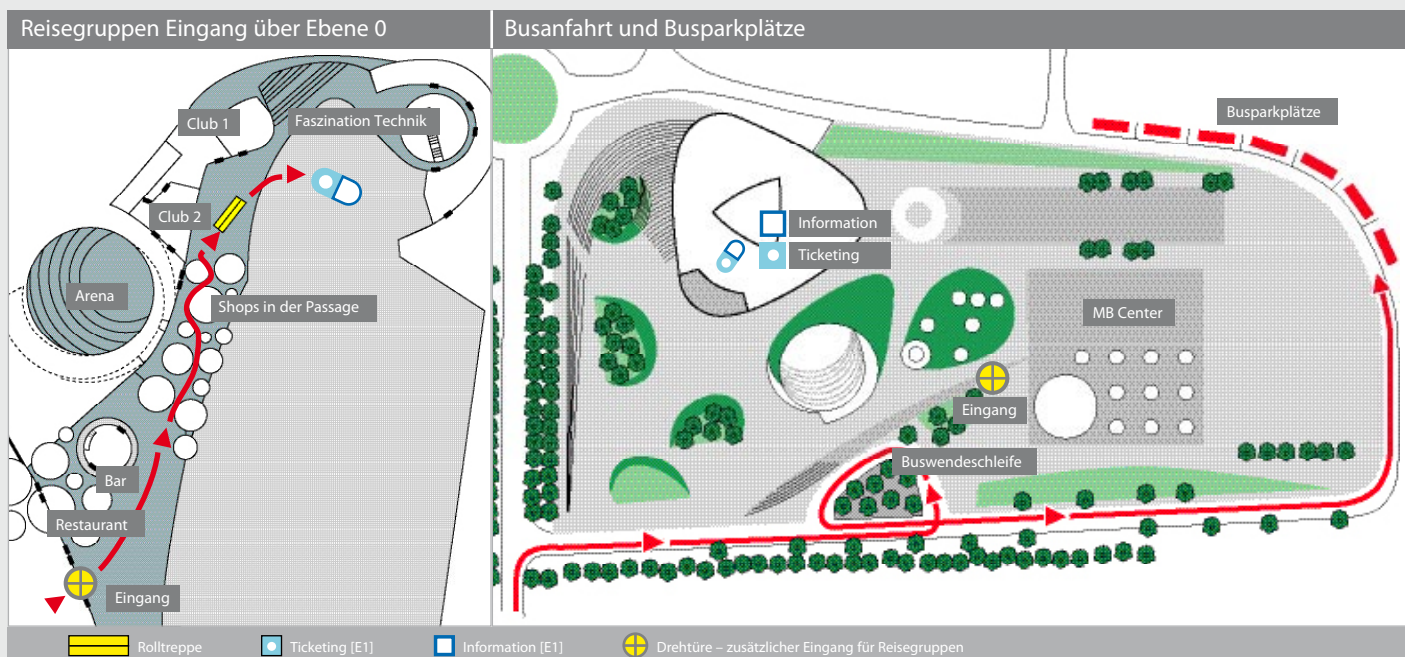 Reisegruppen Eingang über Ebene 0
Club 1
Faszination Technik
Club 2
Arena
Shops in der Passage
Bar
Restaurant
Eingang
Busanfahrt und Busparkplätze
Busparkplätze
Information
Ticketing
MB Center
Eingang
Buswendeschleife
Rolltreppe
Ticketing [E1]
Information [E1]
Drehtüre – zusätzlicher Eingang für Reisegruppen